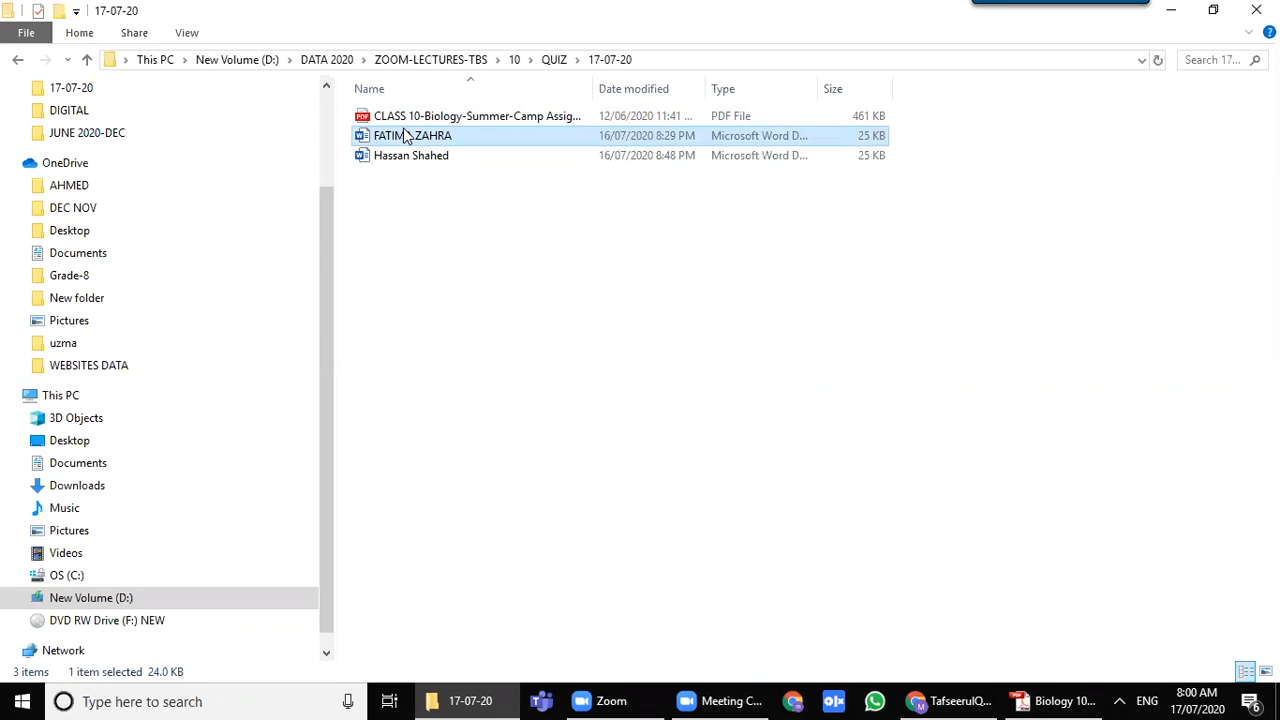 17-07-20
File Home Share View
This PC New Volume (D:) DATA 2020 ZOOM-LECTURES-TBS 10 QUIZ 17-07-20 Search 17...
Name Date modified Type Size
17-07-20
DIGITAL
JUNE 2020-DEC
OneDrive
AHMED
DEC NOV
Desktop
Documents
Grade-8
New folder
Pictures
uzma
WEBSITES DATA
This PC
3D Objects
Desktop
Documents
Downloads
Music
Pictures
Videos
OS (C:)
New Volume (D:)
DVD RW Drive (F:) NEW
Network
CLASS 10-Biology-Summer-Camp Assig... 12/06/2020 11:41 ... PDF File 461 KB
ZAHRA 16/07/2020 8:29 PM Microsoft Word D... 25 KB
Hassan Shahed 16/07/2020 8:48 PM Microsoft Word D... 25 KB
3 items 1 item selected 24.0 KB
Type here to search 17-07-20 Zoom Meeting C... TafseerulQ... Biology 10... ENG 8:00 AM
17/07/2020 6